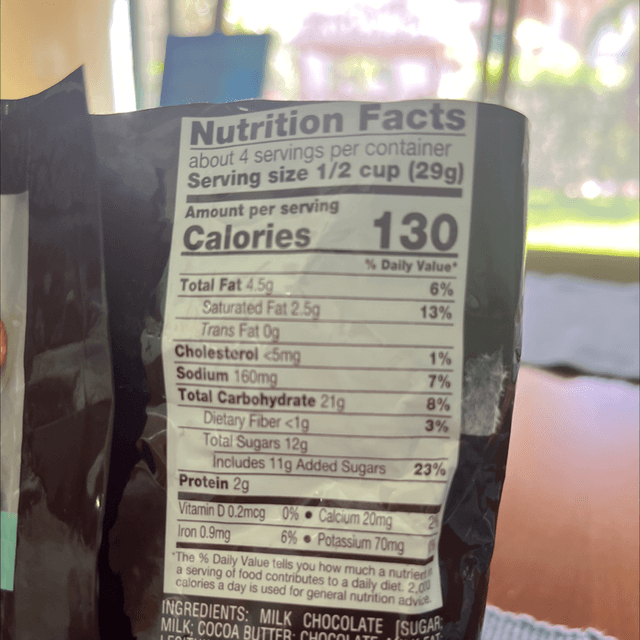 Nutrition Facts
about 4 servings per container
Serving size 1/2 cup (29g)
Amount per serving
Calories 130
% Daily Value*
Total Fat 4.5g 6%
Saturated Fat 2.5g 13%
Trans Fat 0g
Cholesterol <5mg 1%
Sodium 160mg 7%
Total Carbohydrate 21g 8%
Dietary Fiber <1g 3%
Total Sugars 12g
Includes 11g Added Sugars 23%
Protein 2g
Vitamin D 0.2mcg 0% • Calcium 20mg
Iron 0.9mg 6% • Potassium 70mg
*The % Daily Value tells you how much a nutrient
a serving of food contributes to a daily diet.
calories a day is used for general nutrition advice.
INGREDIENTS: MILK CHOCOLATE [SUGAR;
MILK; COCOA BUTTER;